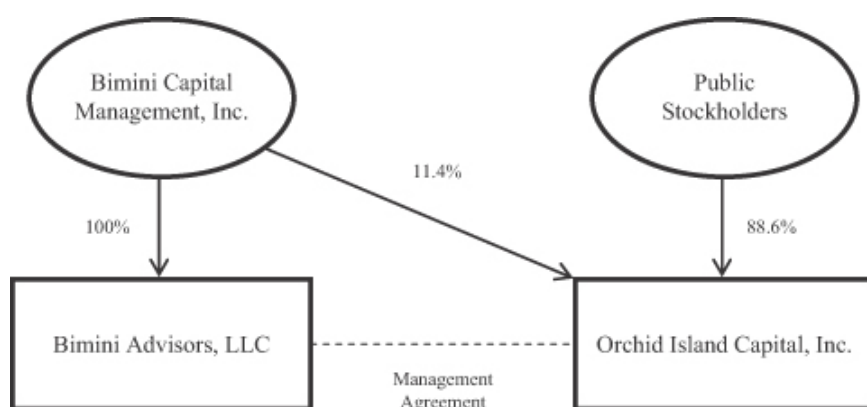 Bimini Capital
Management, Inc.
Public
Stockholders
11.4%
100%
88.6%
Bimini Advisors, LLC
Orchid Island Capital, Inc.
Management
Agreement